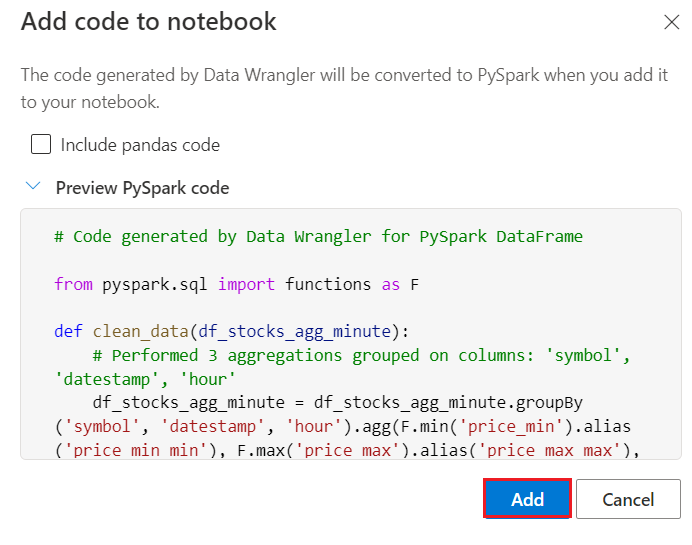 Add code to notebook
The code generated by Data Wrangler will be converted to PySpark when you add it
to your notebook.
Include pandas code
Preview PySpark code
# Code generated by Data Wrangler for PySpark DataFrame
from pyspark.sql import functions as F
def clean_data(df_stocks_agg_minute):
# Performed 3 aggregations grouped on columns: 'symbol',
'datestamp', 'hour'
df_stocks_agg_minute = df_stocks_agg_minute.groupBy
('symbol', 'datestamp', 'hour').agg(F.min('price_min').alias
('price_min_min'), F.max('price_max').alias('price_max_max'),
Add
Cancel